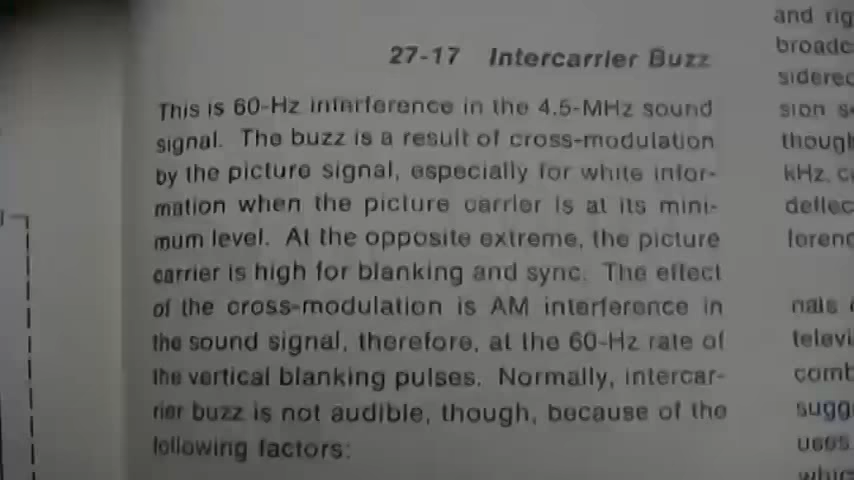 27-17 Intercarrier Buzz
This is 60-Hz interference in the 4.5-MHz sound
signal. The buzz is a result of cross-modulation
by the picture signal, especially for white infor-
mation when the picture carrier is at its mini-
mum level. At the opposite extreme, the picture
carrier is high for blanking and sync. The effect
of the cross-modulation is AM interference in
the sound signal, therefore, at the 60-Hz rate of
the vertical blanking pulses. Normally, intercar-
rier buzz is not audible, though, because of the
following factors:
and rig
broadc
sidered
sion s
though
kHz, c
deflec
ferenc
nals
televi
comb
sugg
uses
which